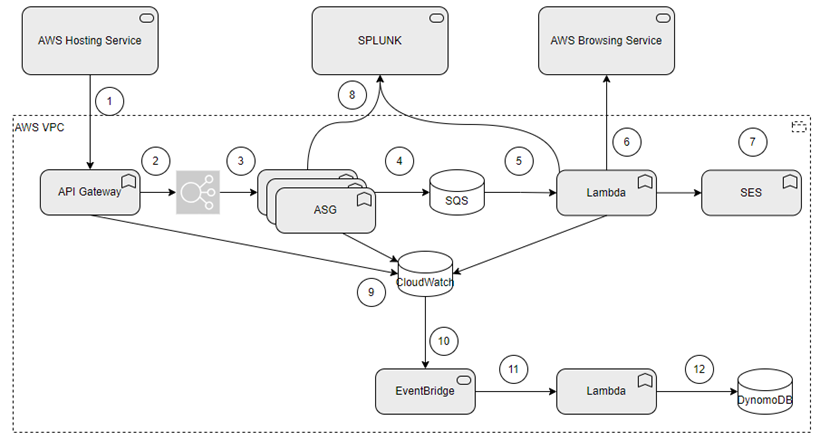 AWS Hosting Service
SPLUNK
AWS Browsing Service
1
8
AWS VPC
2
3
4
5
6
7
API Gateway
ASG
SQS
Lambda
SES
CloudWatch
9
10
EventBridge
11
Lambda
12
DynomoDB